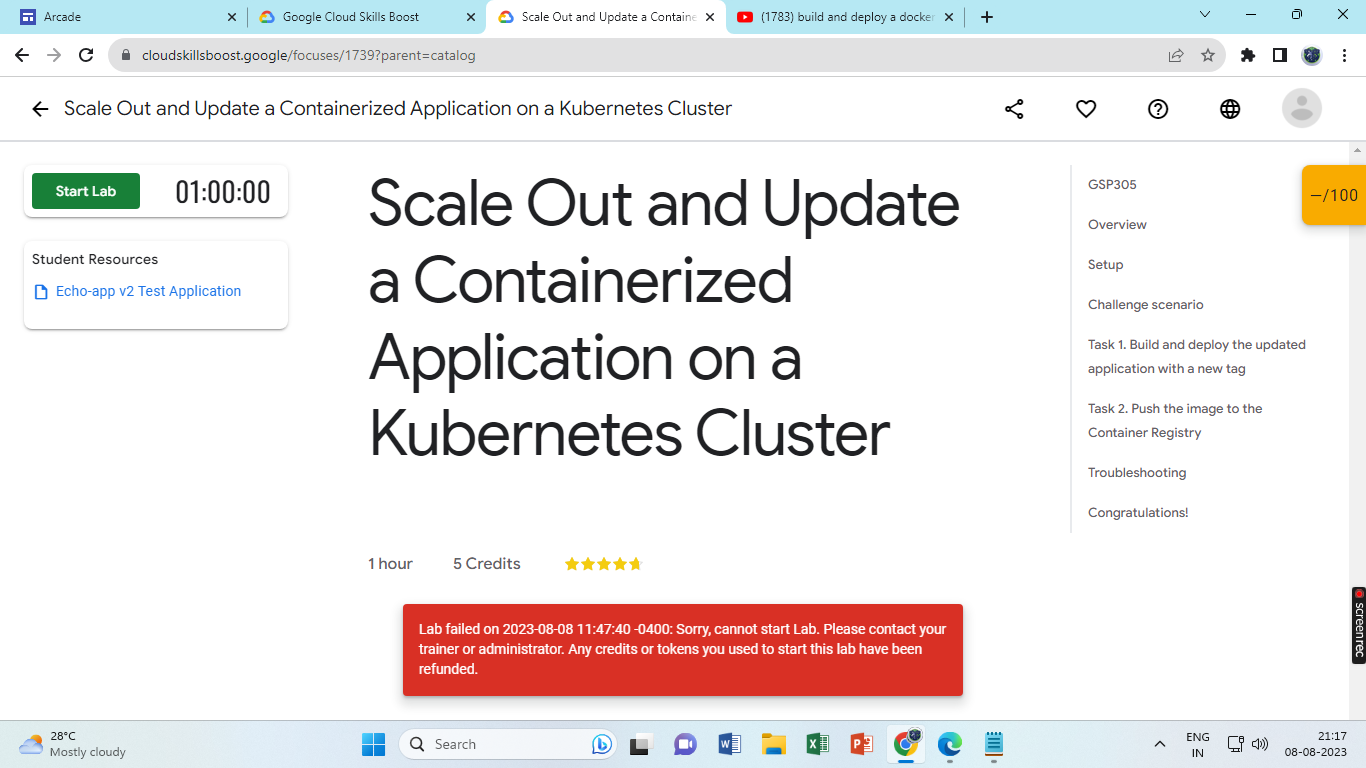 Arcade
Google Cloud Skills Boost
Scale Out and Update a Containe
(1783) build and deploy a docker
cloudskillsboost.google/focuses/1739?parent=catalog
Scale Out and Update a Containerized Application on a Kubernetes Cluster
Start Lab
01:00:00
Student Resources
Echo-app v2 Test Application
Scale Out and Update
a Containerized
Application on a
Kubernetes Cluster
1 hour
5 Credits
GSP305
Overview
Setup
Challenge scenario
Task 1. Build and deploy the updated
application with a new tag
Task 2. Push the image to the
Container Registry
Troubleshooting
Congratulations!
—/100
Lab failed on 2023-08-08 11:47:40 -0400: Sorry, cannot start Lab. Please contact your
trainer or administrator. Any credits or tokens you used to start this lab have been
refunded.
screenrec
28°C
Mostly cloudy
Search
ENG
IN
21:17
08-08-2023